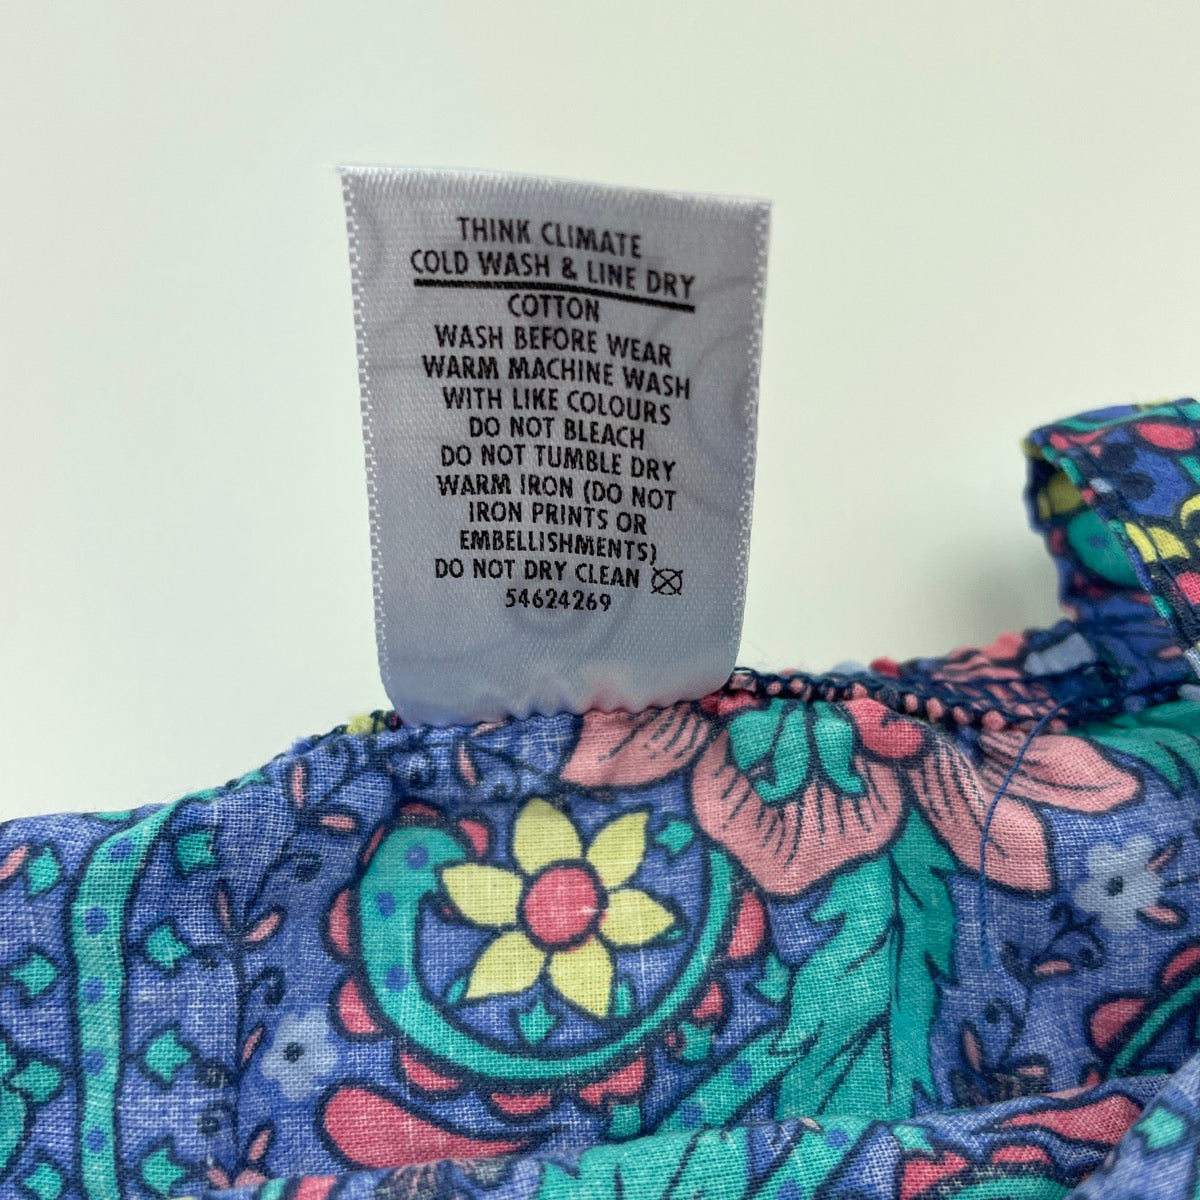 THINK CLIMATE
COLD WASH & LINE DRY
COTTON
WASH BEFORE WEAR
WARM MACHINE WASH
WITH LIKE COLOURS
DO NOT BLEACH
DO NOT TUMBLE DRY
WARM IRON (DO NOT
IRON PRINTS OR
EMBELLISHMENTS)
DO NOT DRY CLEAN
54624269